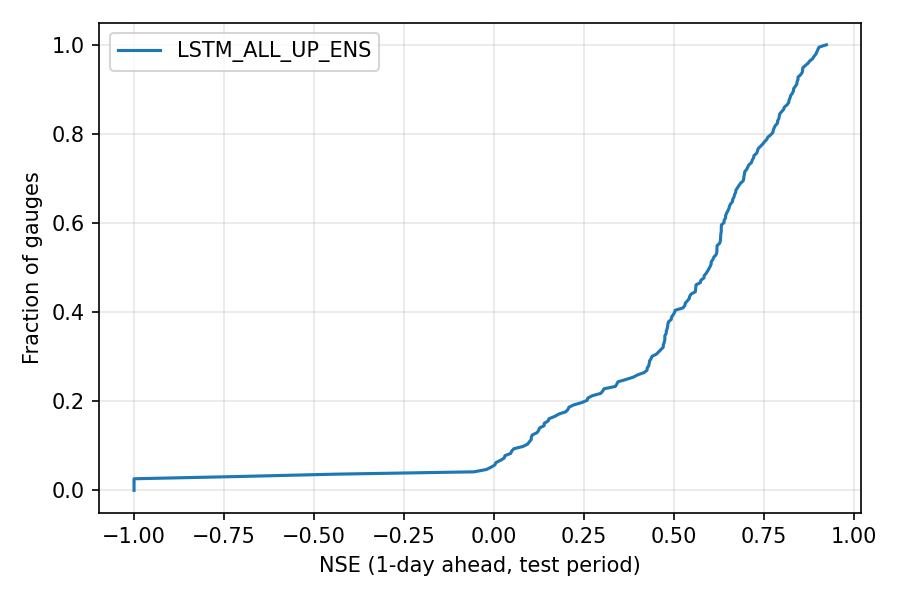 LSTM_ALL_UP_ENS
1.0
0.8
0.6
0.4
0.2
0.0
Fraction of gauges
−1.00 −0.75 −0.50 −0.25 0.00 0.25 0.50 0.75 1.00
NSE (1-day ahead, test period)